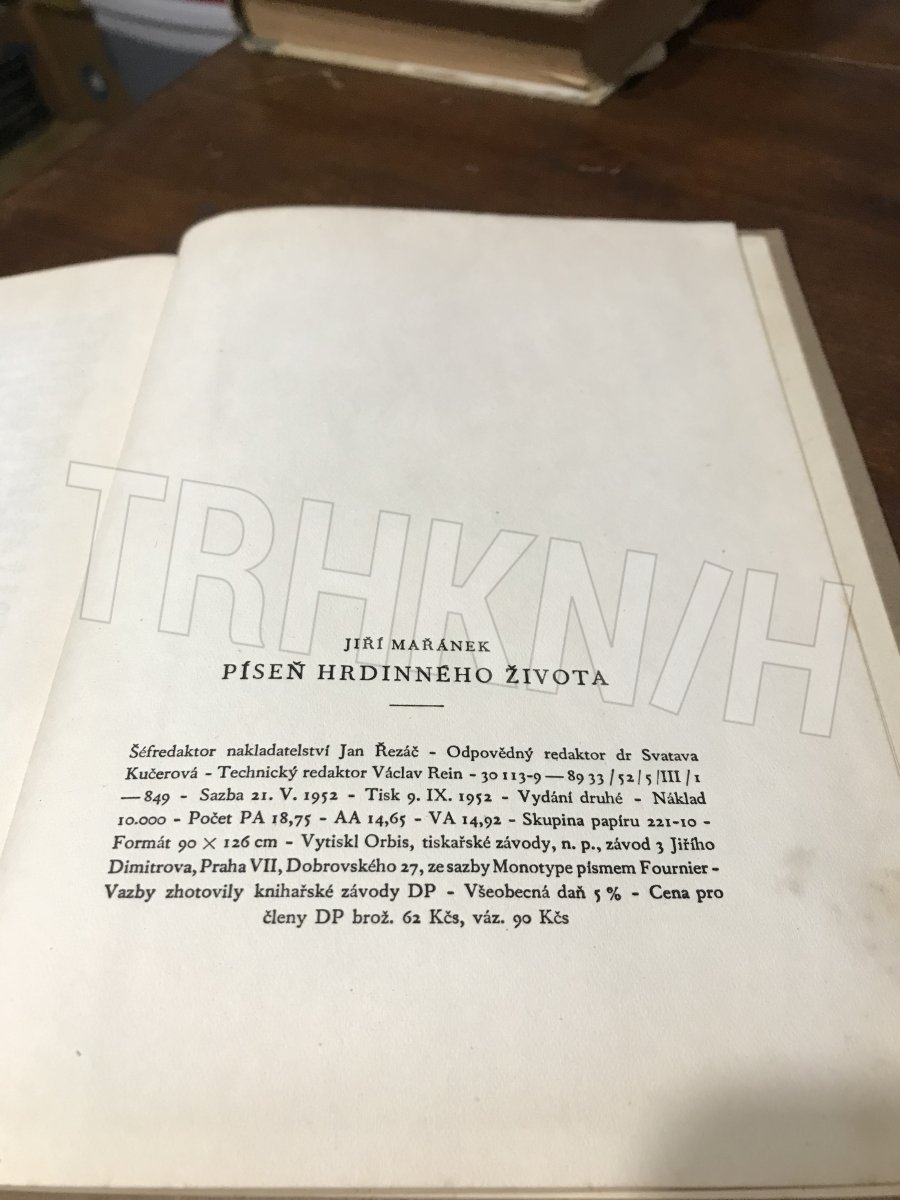 TRHKN/H
JIŘÍ MAŘÁNEK
PÍSEŇ HRDINNÉHO ŽIVOTA
Šéfredaktor nakladatelství Jan Řezáč – Odpovědný redaktor dr Svatava
Kučerová – Technický redaktor Václav Rein – 30 113-9 — 89 33 / 52 / 5 /III / 1
— 849 – Sazba 21. V. 1952 – Tisk 9. IX. 1952 – Vydání druhé – Náklad
10.000 – Počet PA 18,75 – AA 14,65 – VA 14,92 – Skupina papíru 221-10 –
Formát 90 × 126 cm – Vytiskl Orbis, tiskařské závody, n. p., závod 3 Jiřího
Dimitrova, Praha VII, Dobrovského 27, ze sazby Monotype písmem Fournier –
Vazby zhotovily knihařské závody DP – Všeobecná daň 5 % – Cena pro
členy DP brož. 62 Kčs, váz. 90 Kčs